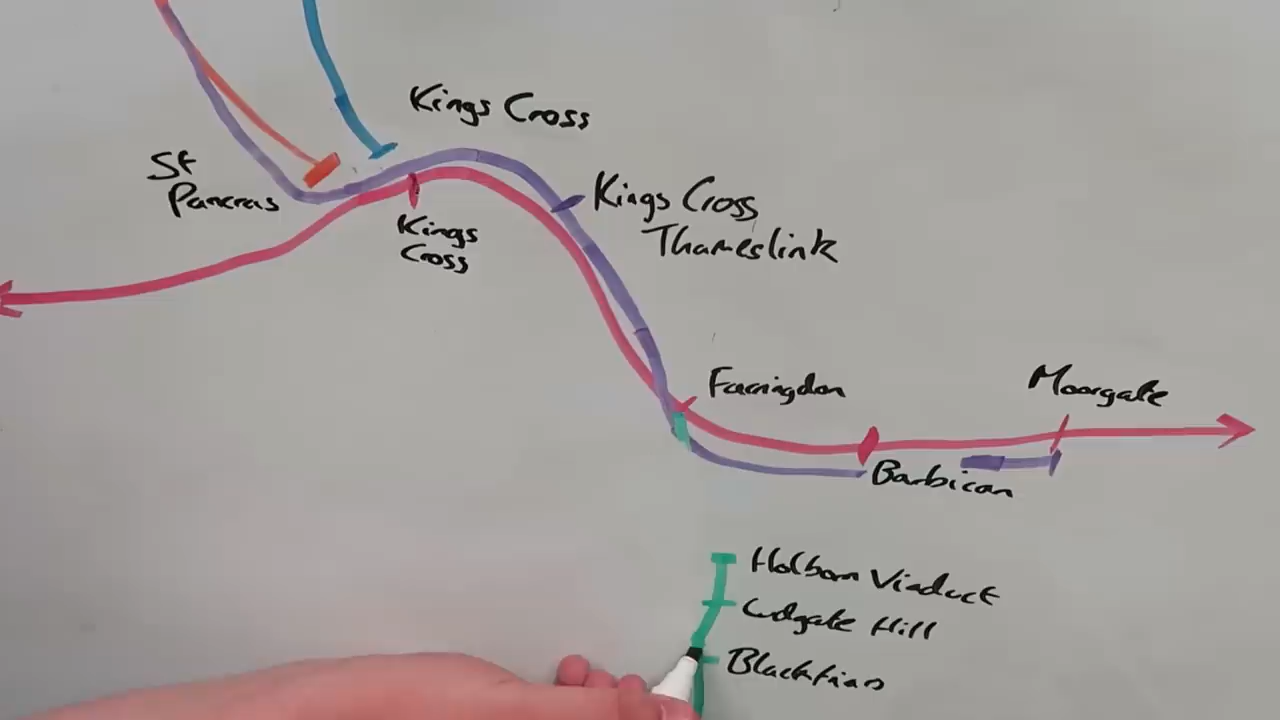 Kings Cross
St
Pancras
Kings Cross
Thameslink
Kings
Cross
Farringdon
Moorgate
Barbican
Holborn Viaduct
Ludgate Hill
Blackfriars